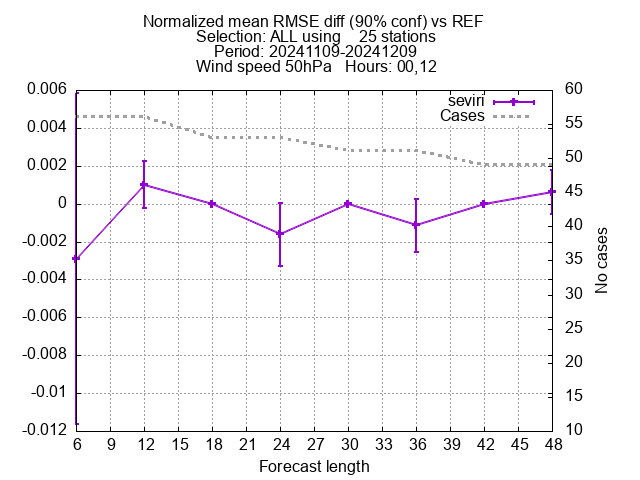 Normalized mean RMSE diff (90% conf) vs REF
Selection: ALL using    25 stations
Period: 20241109-20241209
Wind speed 50hPa   Hours: 00,12
seviri
Cases
0.006
0.004
0.002
0
-0.002
-0.004
-0.006
-0.008
-0.01
-0.012
60
55
50
45
40
35
30
25
20
15
10
No cases
6 9 12 15 18 21 24 27 30 33 36 39 42 45 48
Forecast length